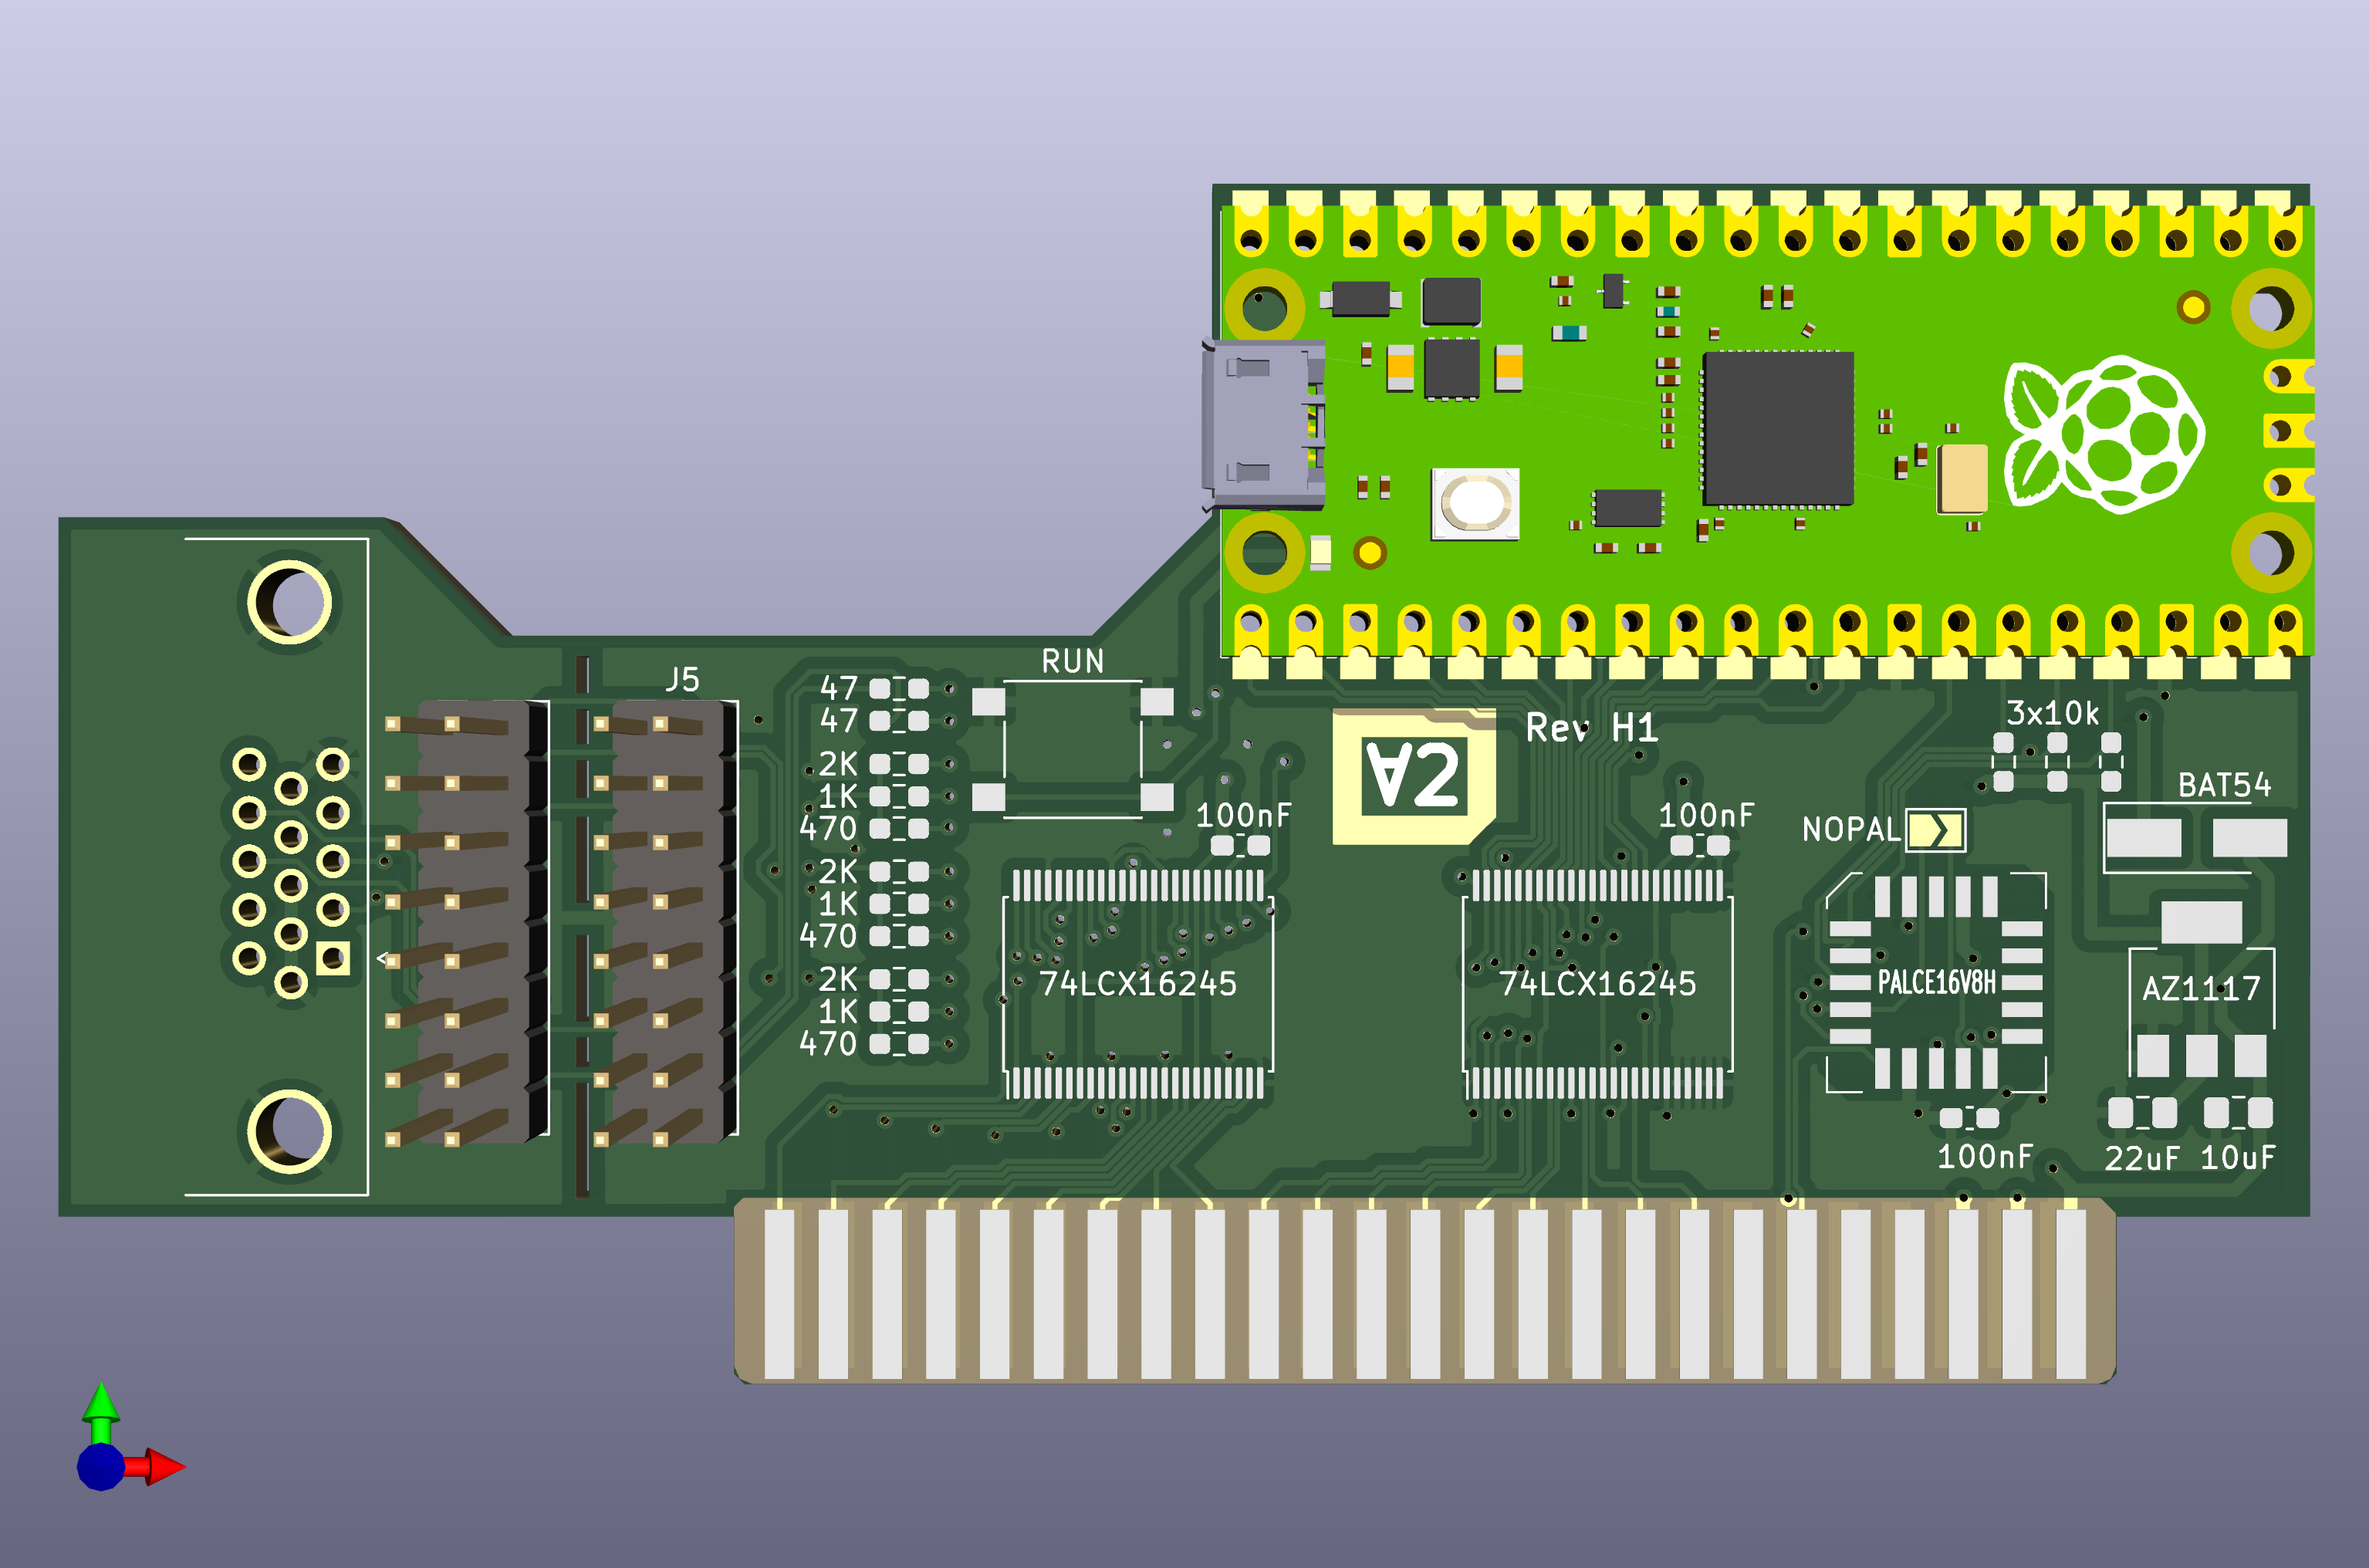 RUN
J5
47
47
2K
1K
470
2K
1K
470
2K
1K
470
100nF
74LCX16245
∀2
Rev H1
100nF
74LCX16245
3x10k
BAT54
NOPAL
PALCE16V8H
AZ1117
100nF
22uF
10uF